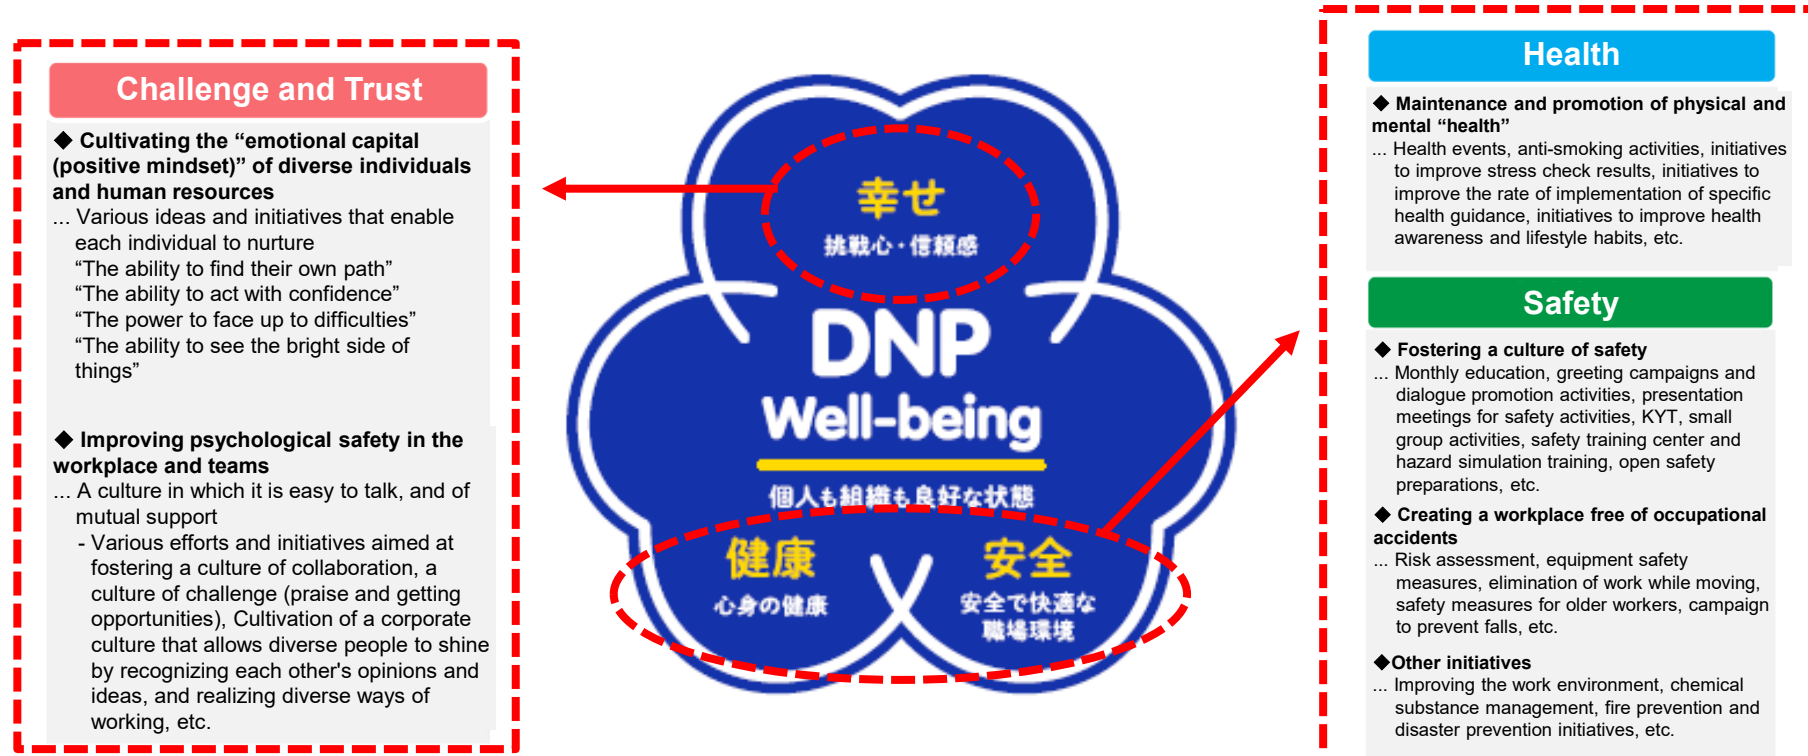 Challenge and Trust
◆ Cultivating the “emotional capital
(positive mindset)” of diverse individuals
and human resources
... Various ideas and initiatives that enable
each individual to nurture
“The ability to find their own path”
“The ability to act with confidence”
“The power to face up to difficulties”
“The ability to see the bright side of
things”
◆ Improving psychological safety in the
workplace and teams
... A culture in which it is easy to talk, and of
mutual support
- Various efforts and initiatives aimed at
fostering a culture of collaboration, a
culture of challenge (praise and getting
opportunities), Cultivation of a corporate
culture that allows diverse people to shine
by recognizing each other's opinions and
ideas, and realizing diverse ways of
working, etc.
幸せ
挑戦心・信頼感
DNP
Well-being
個人も組織も良好な状態
健康
心身の健康
安全
安全で快適な
職場環境
Health
◆ Maintenance and promotion of physical and
mental “health”
... Health events, anti-smoking activities, initiatives
to improve stress check results, initiatives to
improve the rate of implementation of specific
health guidance, initiatives to improve health
awareness and lifestyle habits, etc.
Safety
◆ Fostering a culture of safety
... Monthly education, greeting campaigns and
dialogue promotion activities, presentation
meetings for safety activities, KYT, small
group activities, safety training center and
hazard simulation training, open safety
preparations, etc.
◆ Creating a workplace free of occupational
accidents
... Risk assessment, equipment safety
measures, elimination of work while moving,
safety measures for older workers, campaign
to prevent falls, etc.
◆Other initiatives
... Improving the work environment, chemical
substance management, fire prevention and
disaster prevention initiatives, etc.